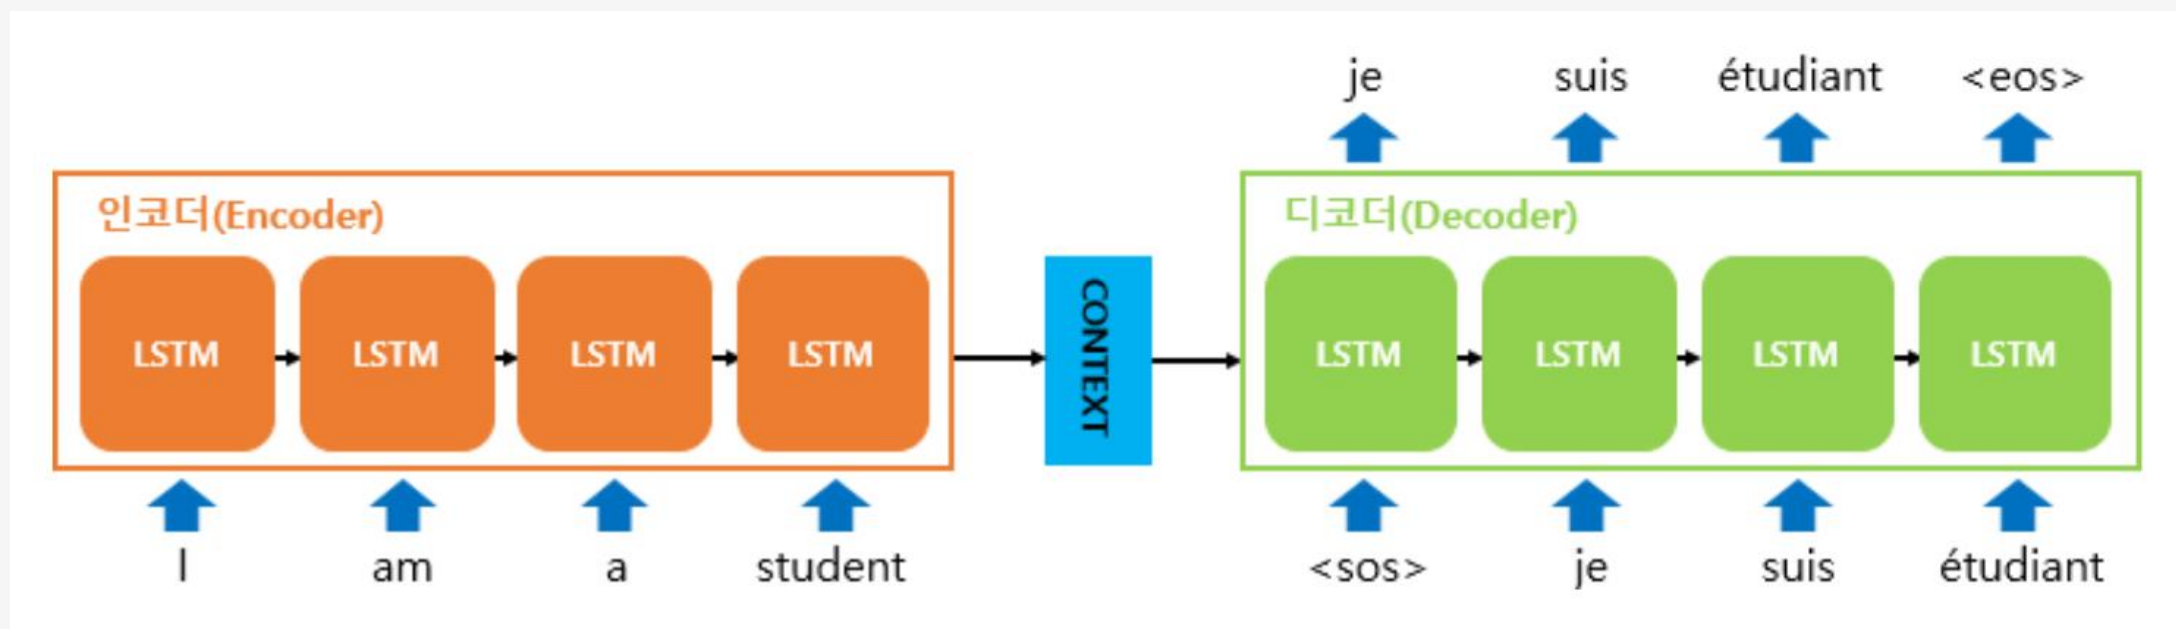 je suis étudiant <eos>
인코더(Encoder)
디코더(Decoder)
LSTM LSTM LSTM LSTM
CONTEXT
LSTM LSTM LSTM LSTM
I am a student
<sos> je suis étudiant